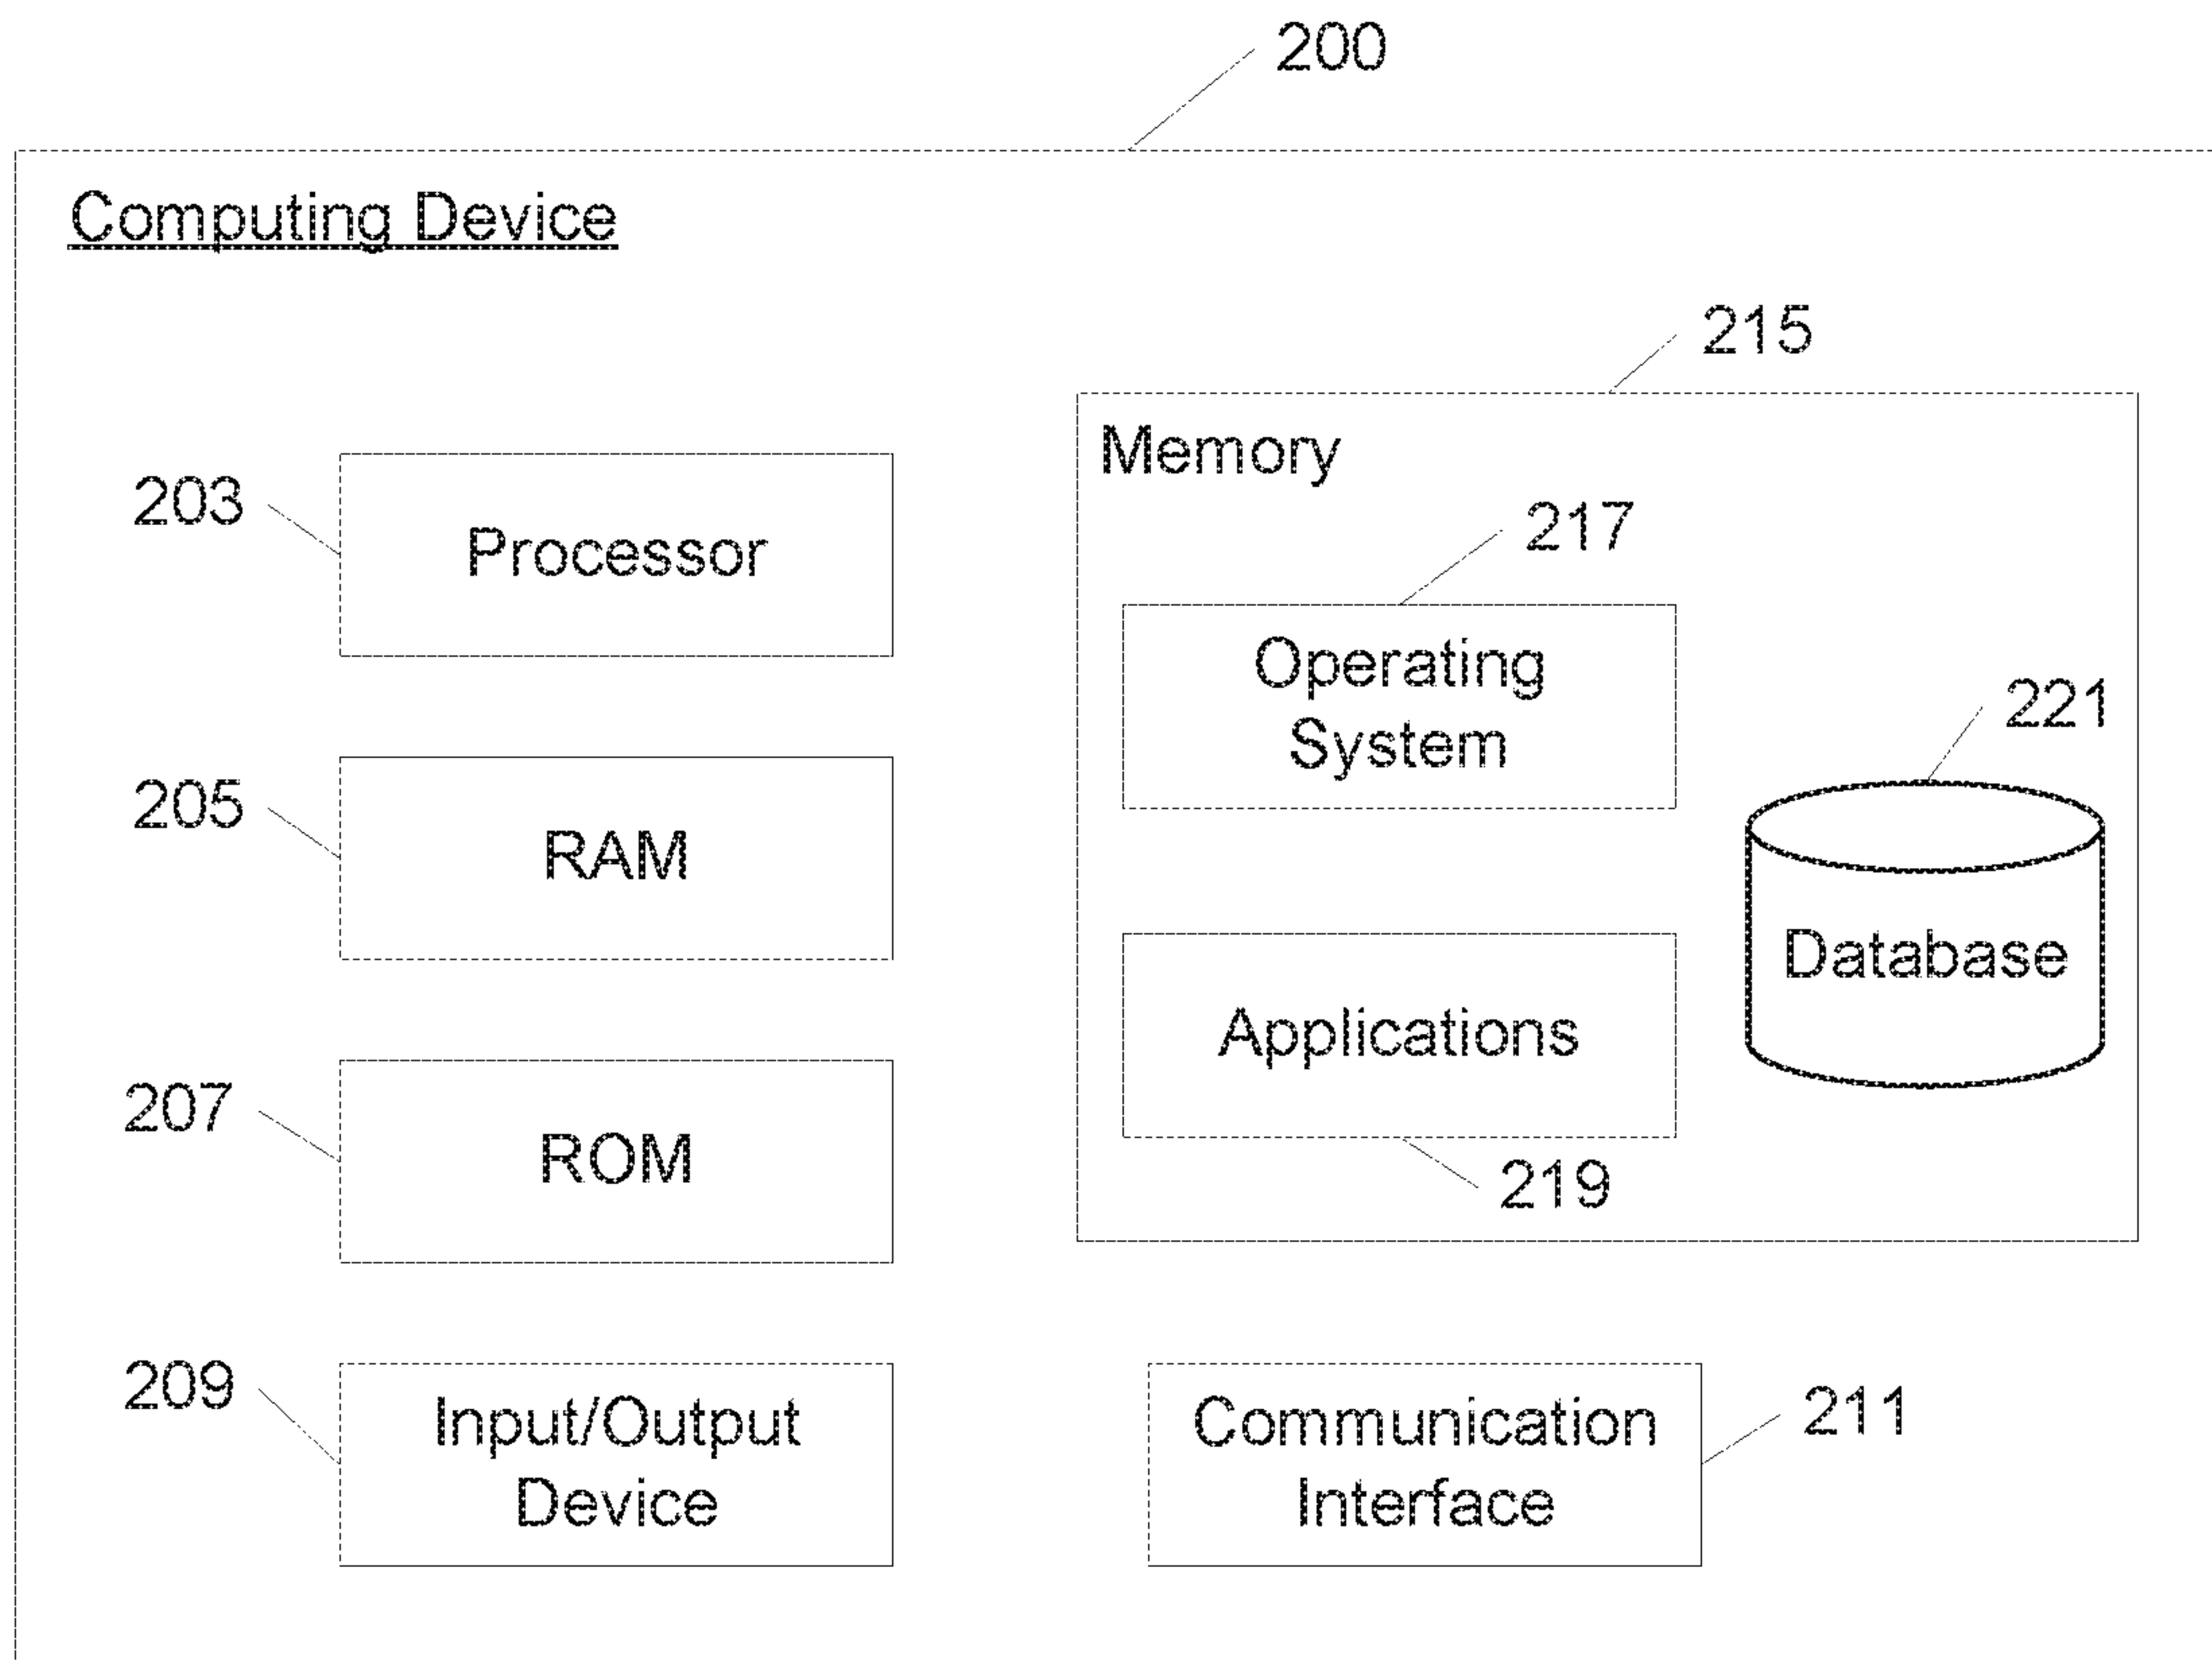 200
Computing Device
215
Memory
203
Processor
217
Operating
System
221
205
RAM
Database
Applications
219
207
ROM
209
Input/Output
Device
Communication
Interface
211